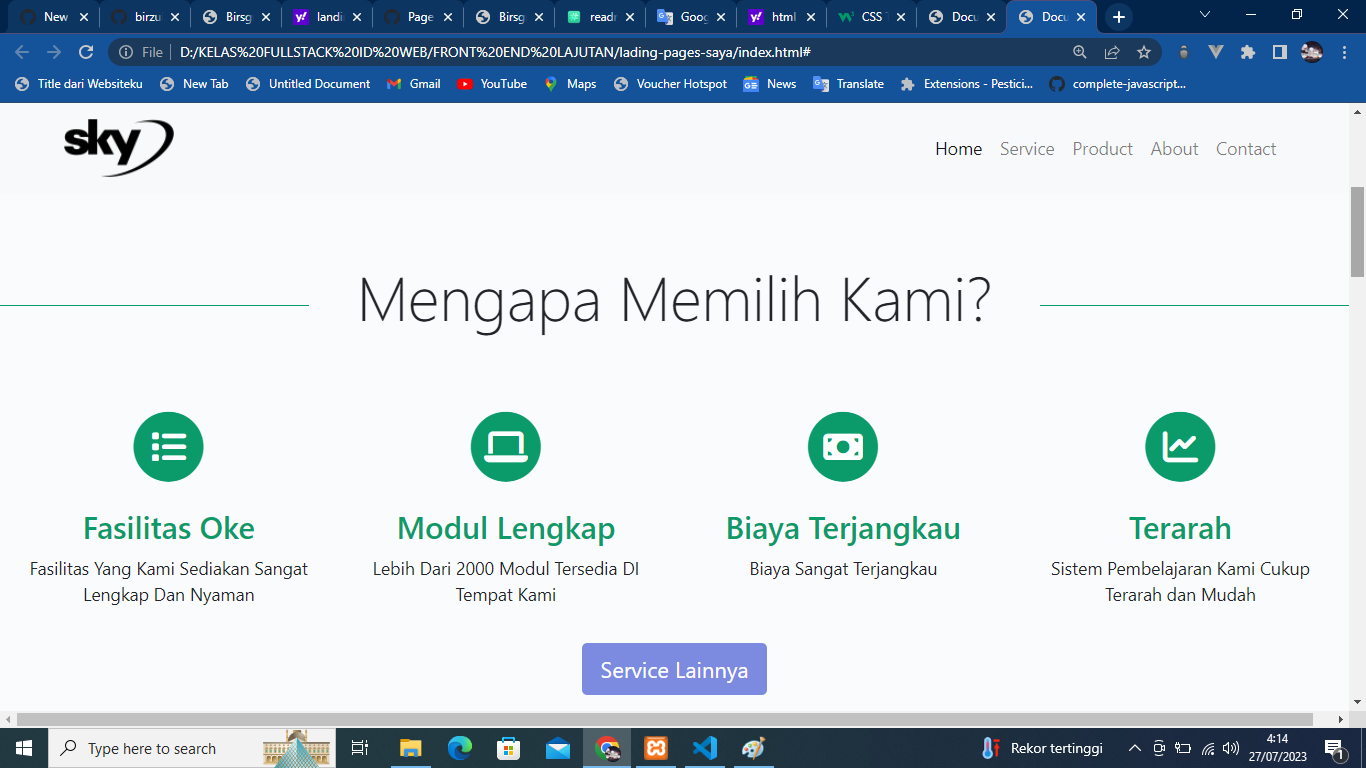 New
birzu
Birsg
landi
Page
Birsg
readr
Goog
html
CSS T
Docu
Docu
File
D:/KELAS%20FULLSTACK%20ID%20WEB/FRONT%20END%20LAJUTAN/lading-pages-saya/index.html#
Title dari Websiteku
New Tab
Untitled Document
Gmail
YouTube
Maps
Voucher Hotspot
News
Translate
Extensions - Pestici...
complete-javascript...
sky
Home Service Product About Contact
Mengapa Memilih Kami?
Fasilitas Oke
Fasilitas Yang Kami Sediakan Sangat
Lengkap Dan Nyaman
Modul Lengkap
Lebih Dari 2000 Modul Tersedia DI
Tempat Kami
Biaya Terjangkau
Biaya Sangat Terjangkau
Terarah
Sistem Pembelajaran Kami Cukup
Terarah dan Mudah
Service Lainnya
Type here to search
Rekor tertinggi
4:14
27/07/2023
1